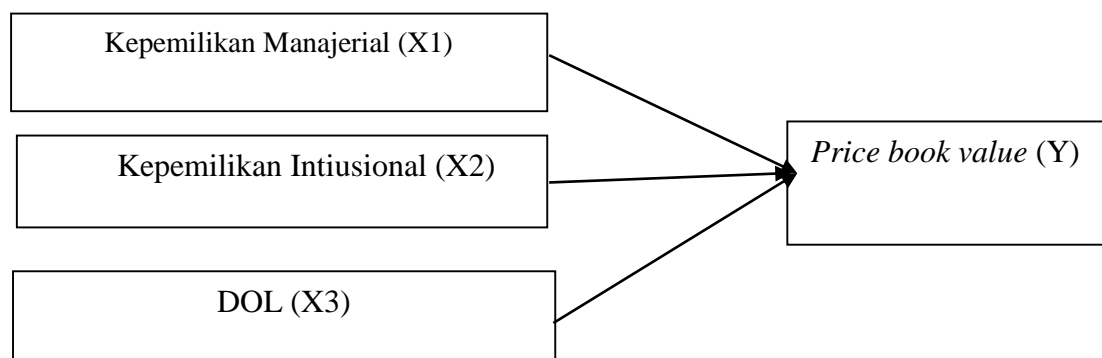 Kepemilikan Manajerial (X1)
Kepemilikan Intiusional (X2)
Price book value (Y)
DOL (X3)